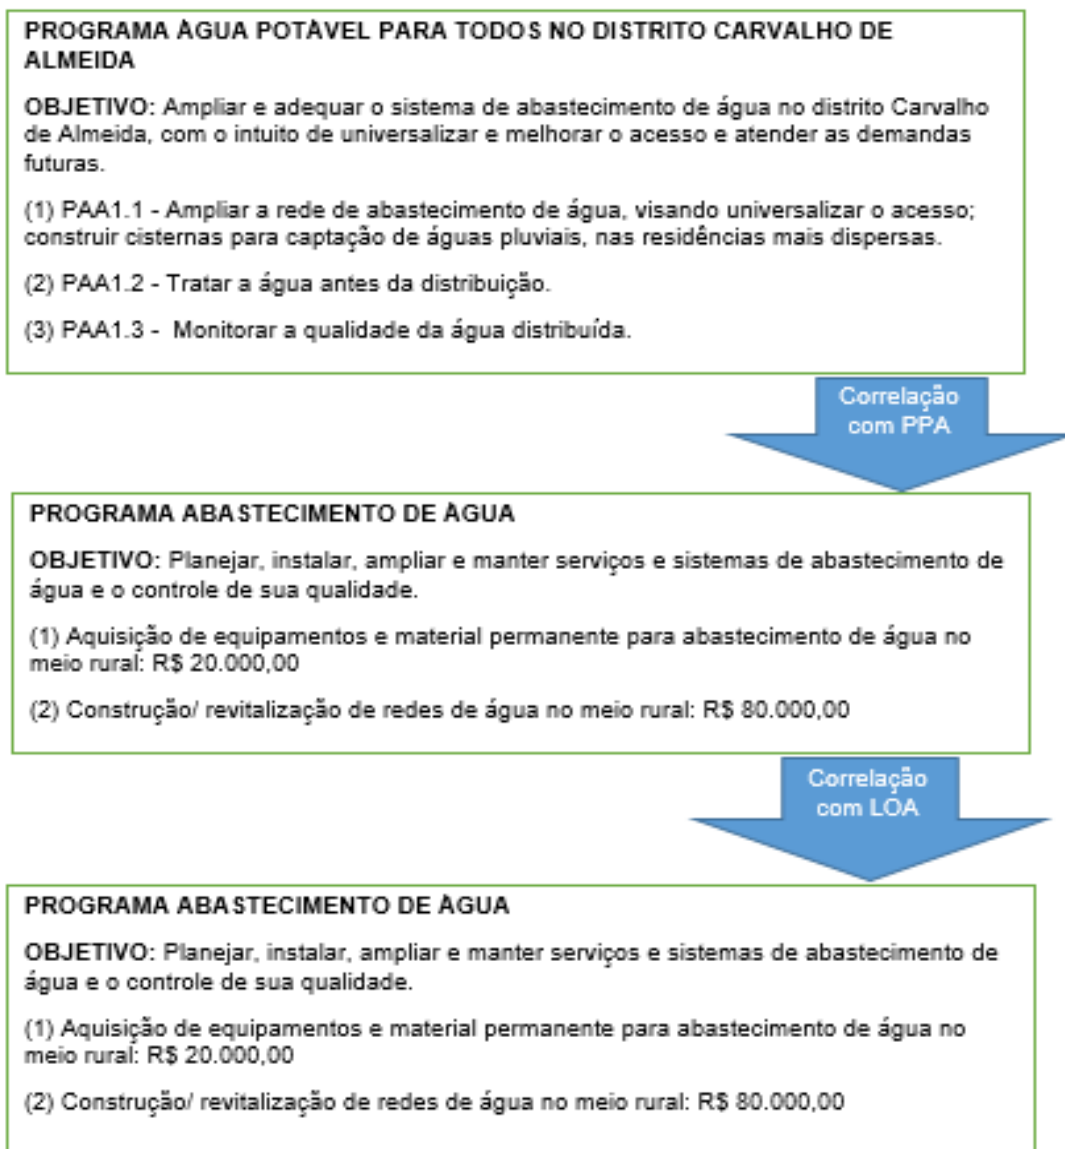 PROGRAMA ÁGUA POTÁVEL PARA TODOS NO DISTRITO CARVALHO DE
ALMEIDA
OBJETIVO: Ampliar e adequar o sistema de abastecimento de água no distrito Carvalho
de Almeida, com o intuito de universalizar e melhorar o acesso e atender as demandas
futuras.
(1) PAA1.1 - Ampliar a rede de abastecimento de água, visando universalizar o acesso;
construir cisternas para captação de águas pluviais, nas residências mais dispersas.
(2) PAA1.2 - Tratar a água antes da distribuição.
(3) PAA1.3 - Monitorar a qualidade da água distribuída.
Correlação
com PPA
PROGRAMA ABASTECIMENTO DE ÁGUA
OBJETIVO: Planejar, instalar, ampliar e manter serviços e sistemas de abastecimento de
água e o controle de sua qualidade.
(1) Aquisição de equipamentos e material permanente para abastecimento de água no
meio rural: R$ 20.000,00
(2) Construção/ revitalização de redes de água no meio rural: R$ 80.000,00
Correlação
com LOA
PROGRAMA ABASTECIMENTO DE ÁGUA
OBJETIVO: Planejar, instalar, ampliar e manter serviços e sistemas de abastecimento de
água e o controle de sua qualidade.
(1) Aquisição de equipamentos e material permanente para abastecimento de água no
meio rural: R$ 20.000,00
(2) Construção/ revitalização de redes de água no meio rural: R$ 80.000,00